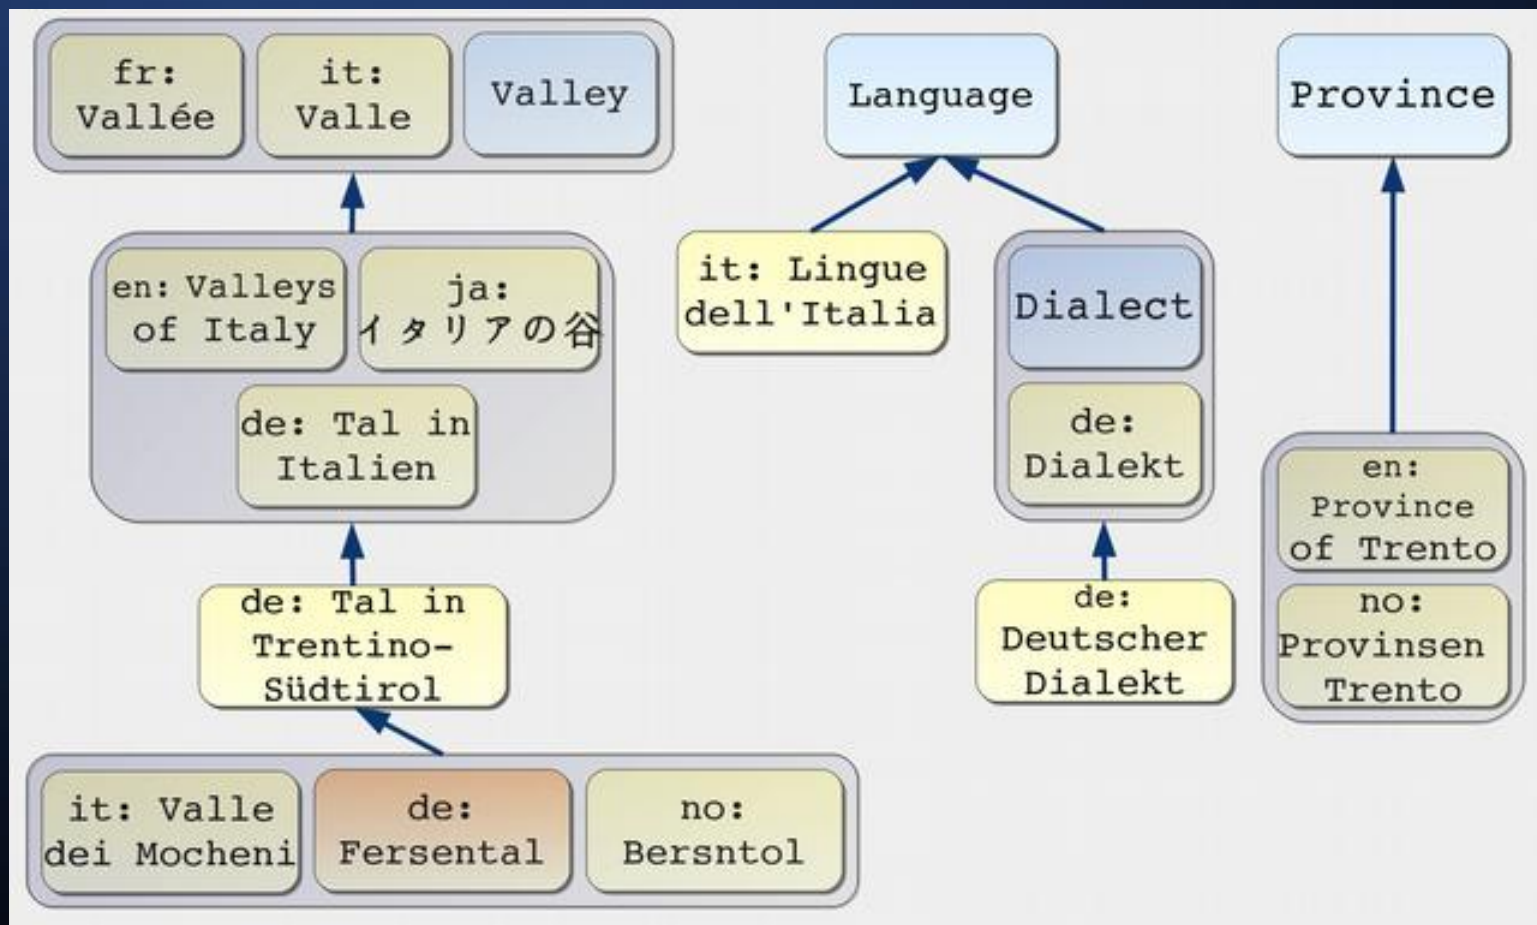 fr:
Vallée
it:
Valle
Valley
Language
Province
en: Valleys
of Italy
ja:
イタリアの谷
de: Tal in
Italien
it: Lingue
dell'Italia
Dialect
de:
Dialekt
en:
Province
of Trento
no:
Provinsen
Trento
de: Tal in
Trentino-
Südtirol
de:
Deutscher
Dialekt
it: Valle
dei Mocheni
de:
Fersental
no:
Bersntol